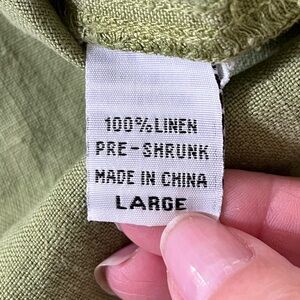 100%LINEN
PRE-SHRUNK
MADE IN CHINA
LARGE